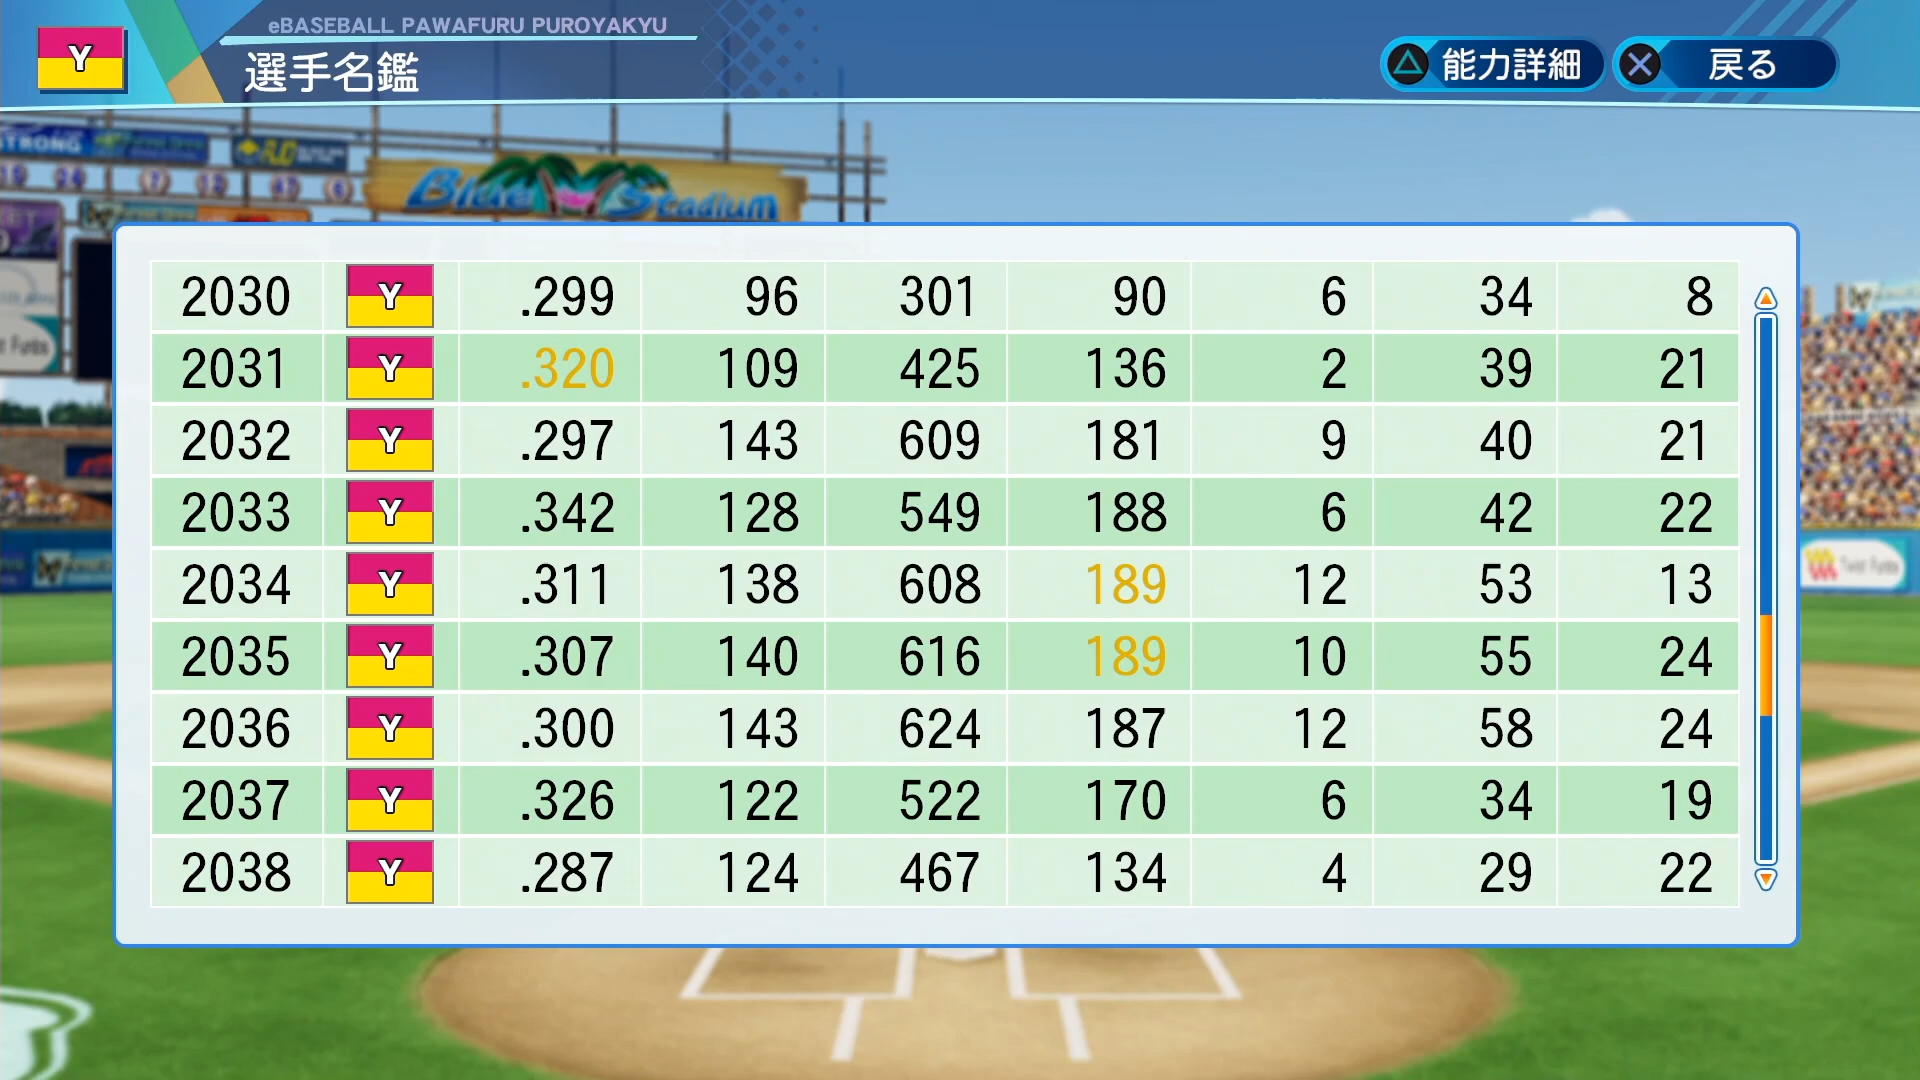 eBASEBALL PAWAFURU PUROYAKYU
Y
選手名鑑
能力詳細
戻る
STRONG
Blue Stadium
2030 Y .299 96 301 90 6 34 8
2031 Y .320 109 425 136 2 39 21
2032 Y .297 143 609 181 9 40 21
2033 Y .342 128 549 188 6 42 22
2034 Y .311 138 608 189 12 53 13
2035 Y .307 140 616 189 10 55 24
2036 Y .300 143 624 187 12 58 24
2037 Y .326 122 522 170 6 34 19
2038 Y .287 124 467 134 4 29 22